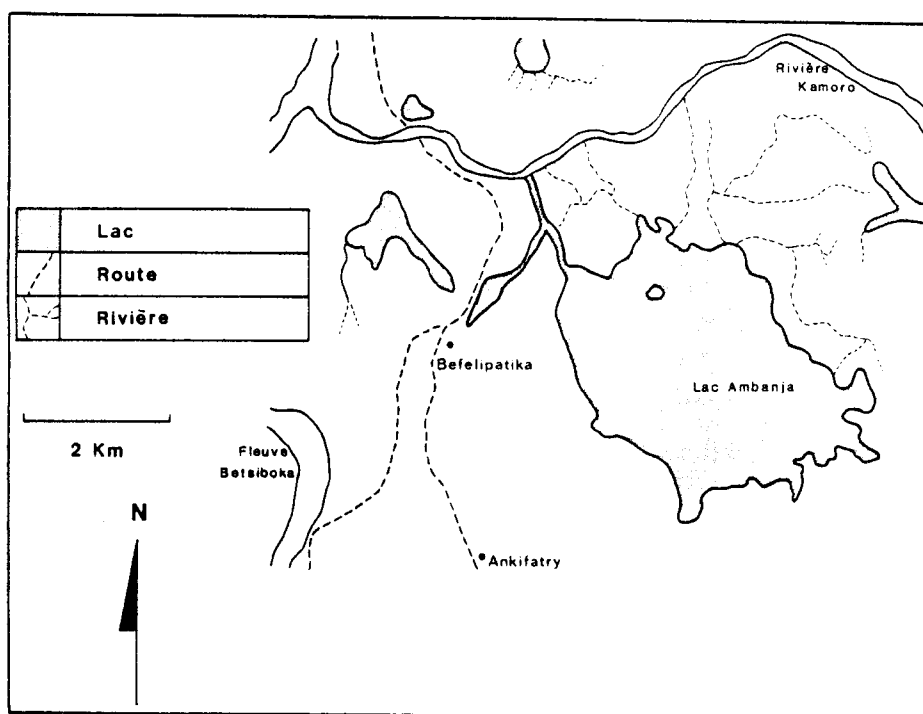 Rivière
Kamoro
Lac
Route
Rivière
Befelipatika
Lac Ambanja
2 Km
Fleuve
Betsiboka
N
Ankifatry